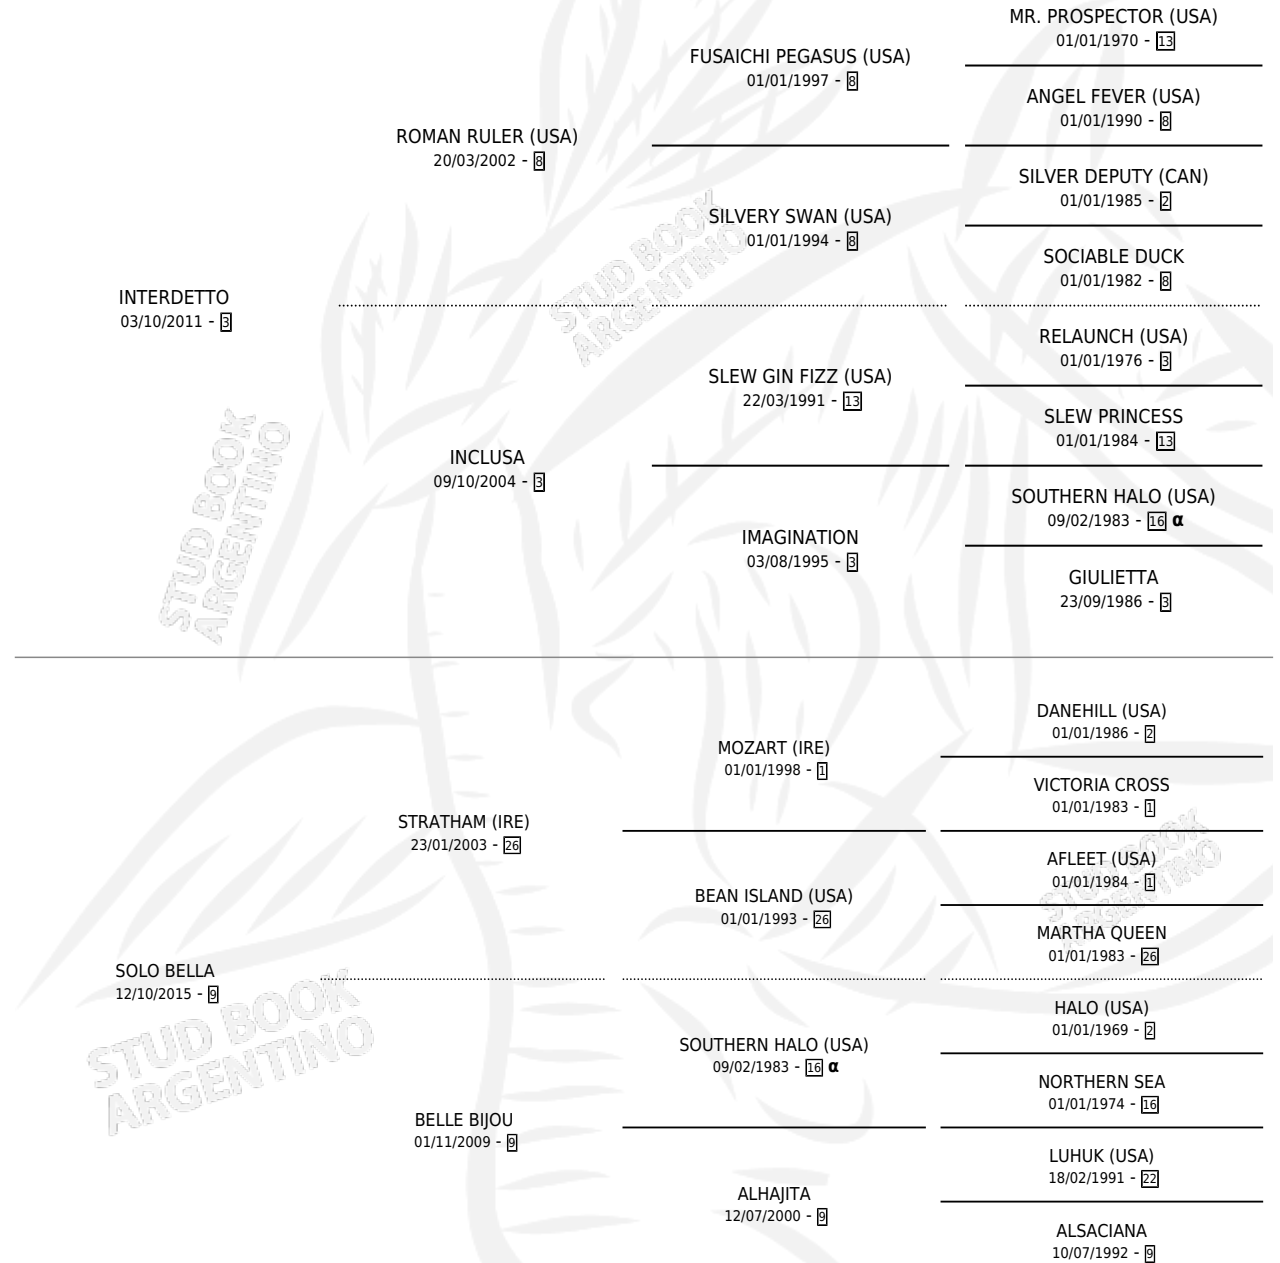 MR. PROSPECTOR (USA)
01/01/1970 - 13
FUSAICHI PEGASUS (USA)
01/01/1997 - 8
ANGEL FEVER (USA)
01/01/1990 - 8
ROMAN RULER (USA)
20/03/2002 - 8
SILVER DEPUTY (CAN)
01/01/1985 - 2
SILVERY SWAN (USA)
01/01/1994 - 8
SOCIABLE DUCK
01/01/1982 - 8
STUD BOOK
ARGENTINO
INTERDETTO
03/10/2011 - 3
RELAUNCH (USA)
01/01/1976 - 3
SLEW GIN FIZZ (USA)
22/03/1991 - 13
SLEW PRINCESS
01/01/1984 - 13
INCLUSA
09/10/2004 - 3
SOUTHERN HALO (USA)
09/02/1983 - 16 α
IMAGINATION
03/08/1995 - 3
GIULIETTA
23/09/1986 - 3
STUD BOOK
ARGENTINO
DANEHILL (USA)
01/01/1986 - 2
MOZART (IRE)
01/01/1998 - 1
VICTORIA CROSS
01/01/1983 - 1
STRATHAM (IRE)
23/01/2003 - 26
AFLEET (USA)
01/01/1984 - 1
BEAN ISLAND (USA)
01/01/1993 - 26
MARTHA QUEEN
01/01/1983 - 26
STUD BOOK
ARGENTINO
SOLO BELLA
12/10/2015 - 9
HALO (USA)
01/01/1969 - 2
SOUTHERN HALO (USA)
09/02/1983 - 16 α
NORTHERN SEA
01/01/1974 - 16
BELLE BIJOU
01/11/2009 - 9
LUHUK (USA)
18/02/1991 - 22
ALHAJITA
12/07/2000 - 9
ALSACIANA
10/07/1992 - 9
STUD BOOK
ARGENTINO